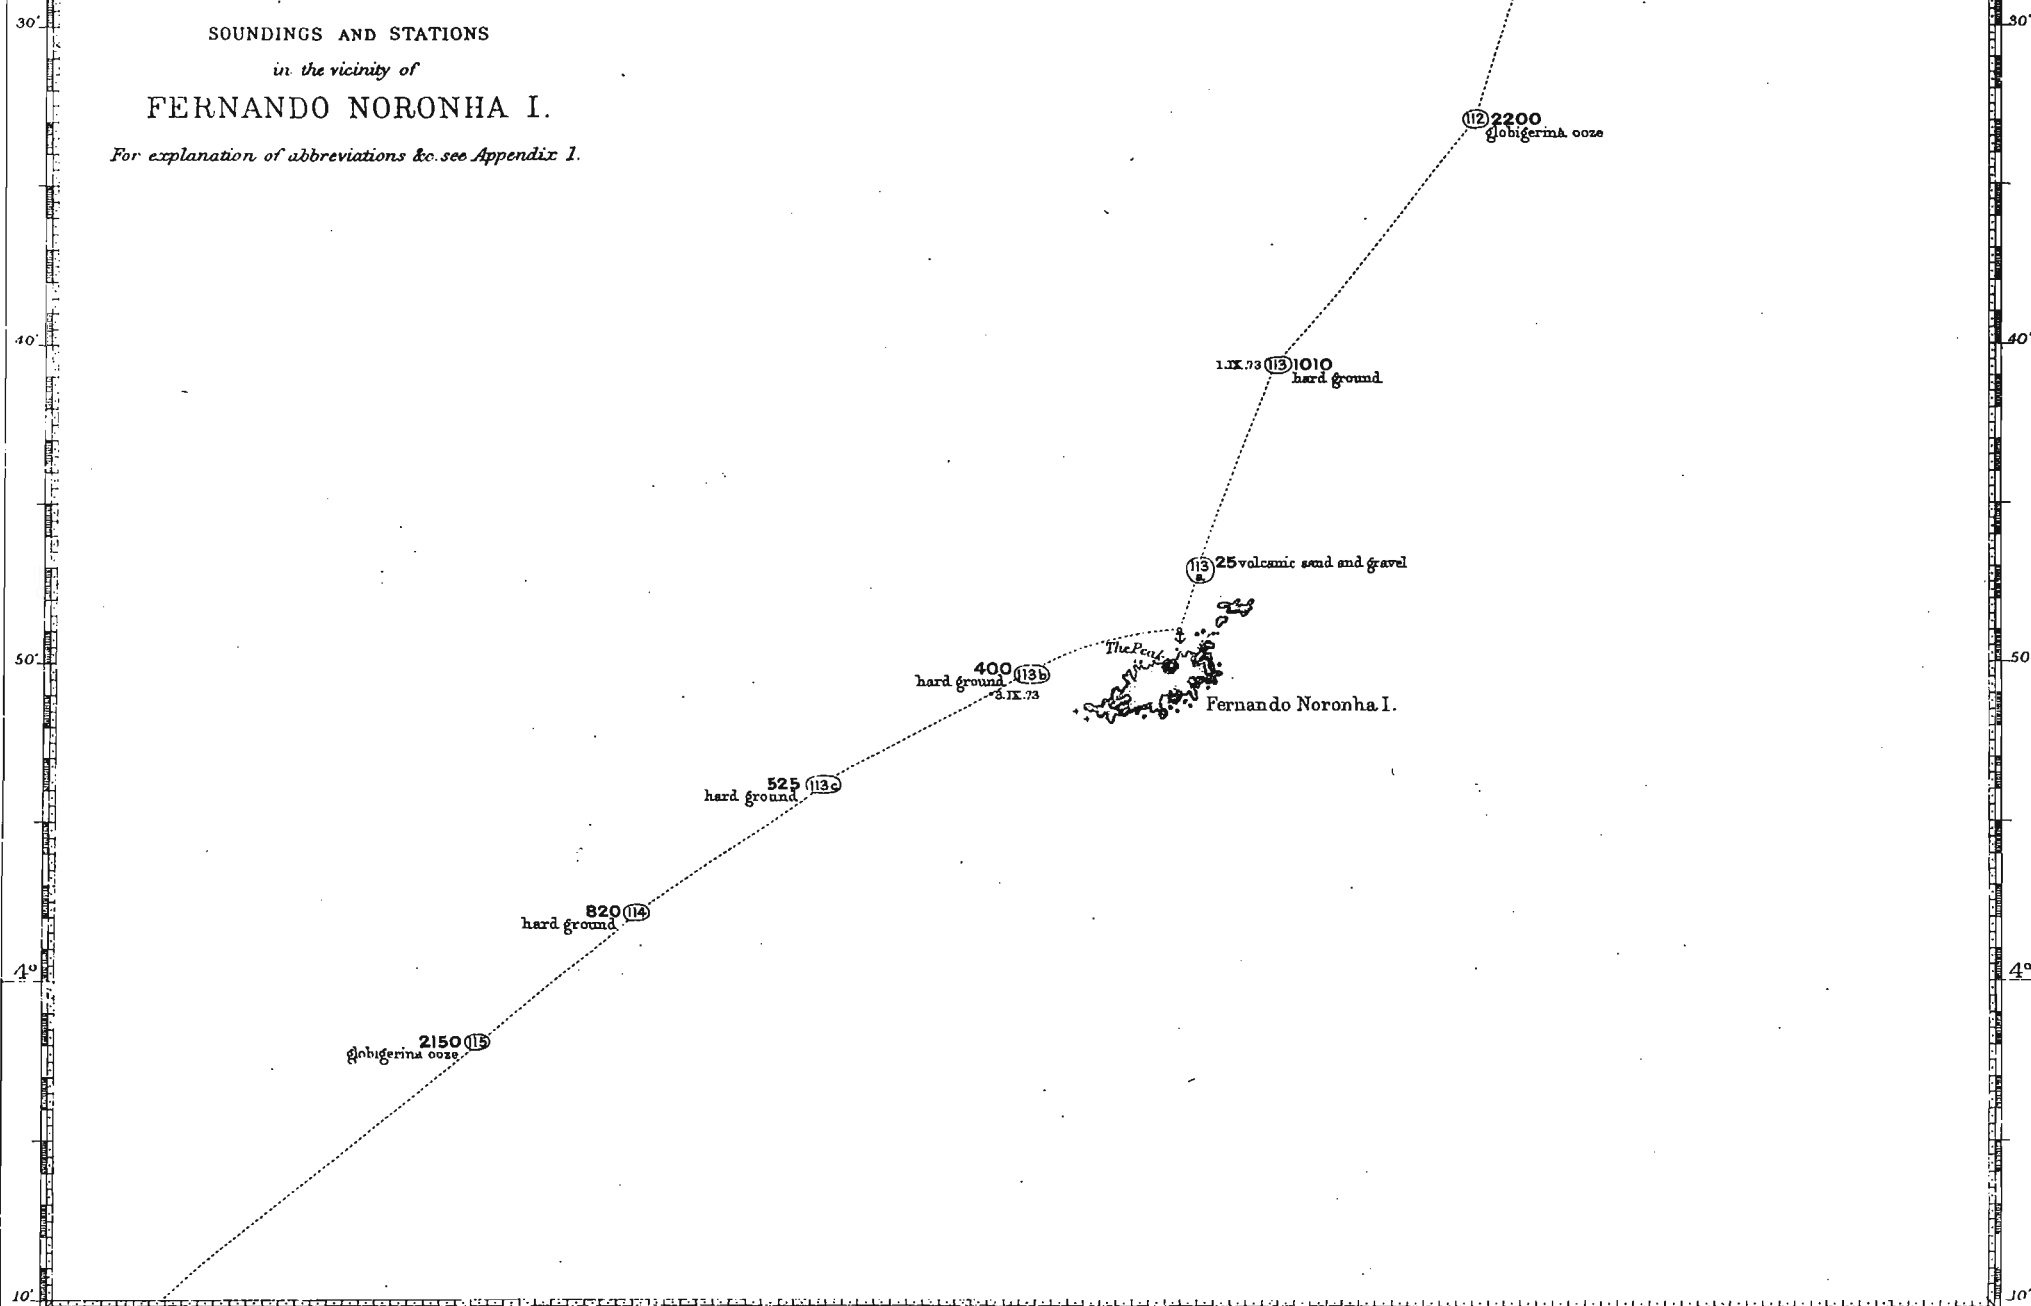 30'
30'
SOUNDINGS AND STATIONS
in the vicinity of
FERNANDO NORONHA I.
For explanation of abbreviations &c. see Appendix 1.
112 2200
globigerina ooze
40'
40'
1.IX.73 113 1010
hard ground
113 a. 25 volcanic sand and gravel
The Peak
50'
50'
400 113b
hard ground
3.IX.73
Fernando Noronha I.
525 113c
hard ground
820 114
hard ground
4°
4°
2150 115
globigerina ooze
10'
10'